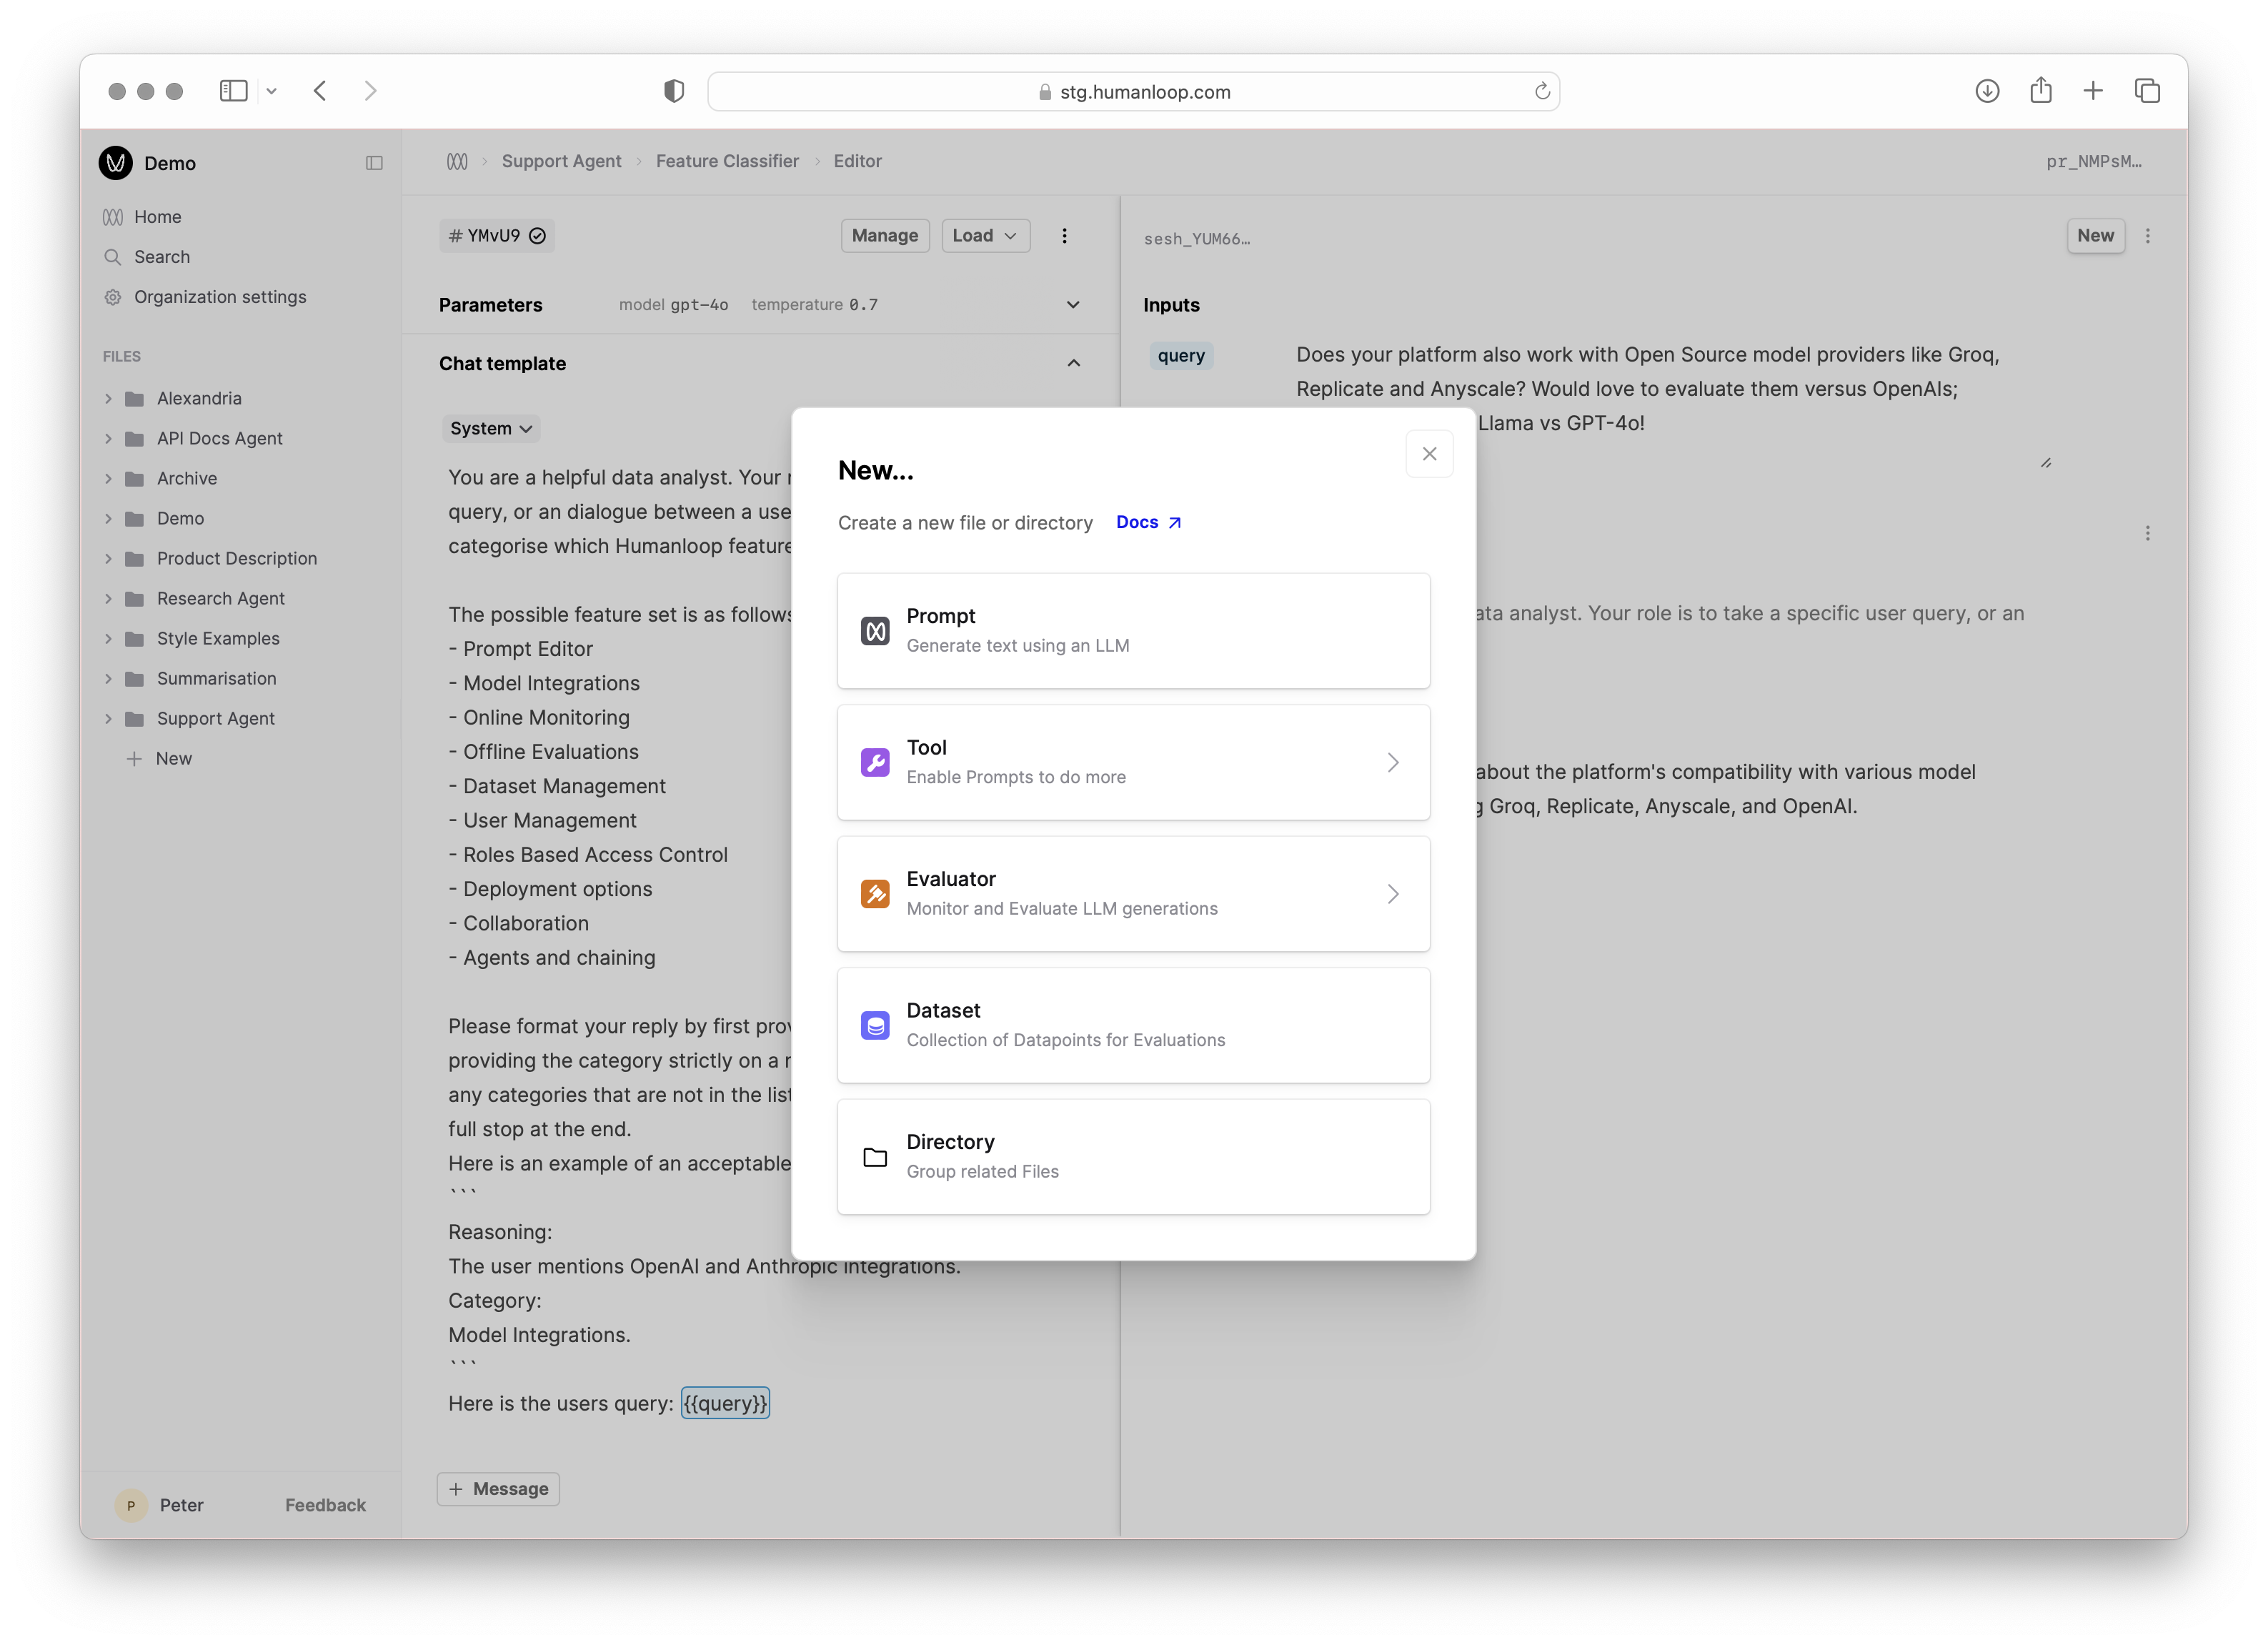 stg.humanloop.com
Demo
Home
Search
Organization settings
FILES
Alexandria
API Docs Agent
Archive
Demo
Product Description
Research Agent
Style Examples
Summarisation
Support Agent
New
P
Peter
Feedback
Support Agent
Feature Classifier
Editor
pr_NMPsM…
# YMvU9
Manage
Load
Parameters
model gpt-4o
temperature 0.7
Chat template
System
You are a helpful data analyst. Your
query, or an dialogue between a use
categorise which Humanloop feature
The possible feature set is as follows
- Prompt Editor
- Model Integrations
- Online Monitoring
- Offline Evaluations
- Dataset Management
- User Management
- Roles Based Access Control
- Deployment options
- Collaboration
- Agents and chaining
Please format your reply by first prov
providing the category strictly on a
any categories that are not in the list
full stop at the end.
Here is an example of an acceptable
```
Reasoning:
The user mentions OpenAI and Anthropic integrations.
Category:
Model Integrations.
```
Here is the users query: {{query}}
+ Message
sesh_YUM66…
New
Inputs
query
Does your platform also work with Open Source model providers like Groq,
Replicate and Anyscale? Would love to evaluate them versus OpenAIs;
Llama vs GPT-4o!
ata analyst. Your role is to take a specific user query, or an
about the platform's compatibility with various model
g Groq, Replicate, Anyscale, and OpenAI.
New...
Create a new file or directory
Docs
Prompt
Generate text using an LLM
Tool
Enable Prompts to do more
Evaluator
Monitor and Evaluate LLM generations
Dataset
Collection of Datapoints for Evaluations
Directory
Group related Files